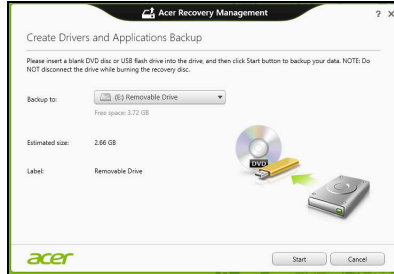 Acer Recovery Management
? X
Create Drivers and Applications Backup
Please insert a blank DVD disc or USB flash drive into the drive, and then click Start button to backup your data. NOTE: Do
NOT disconnect the drive while burning the recovery disc.
Backup to:
(E:) Removable Drive
Free space: 3.72 GB
Estimated size:
2.66 GB
DVD
Label:
Removable Drive
acer
Start
Cancel